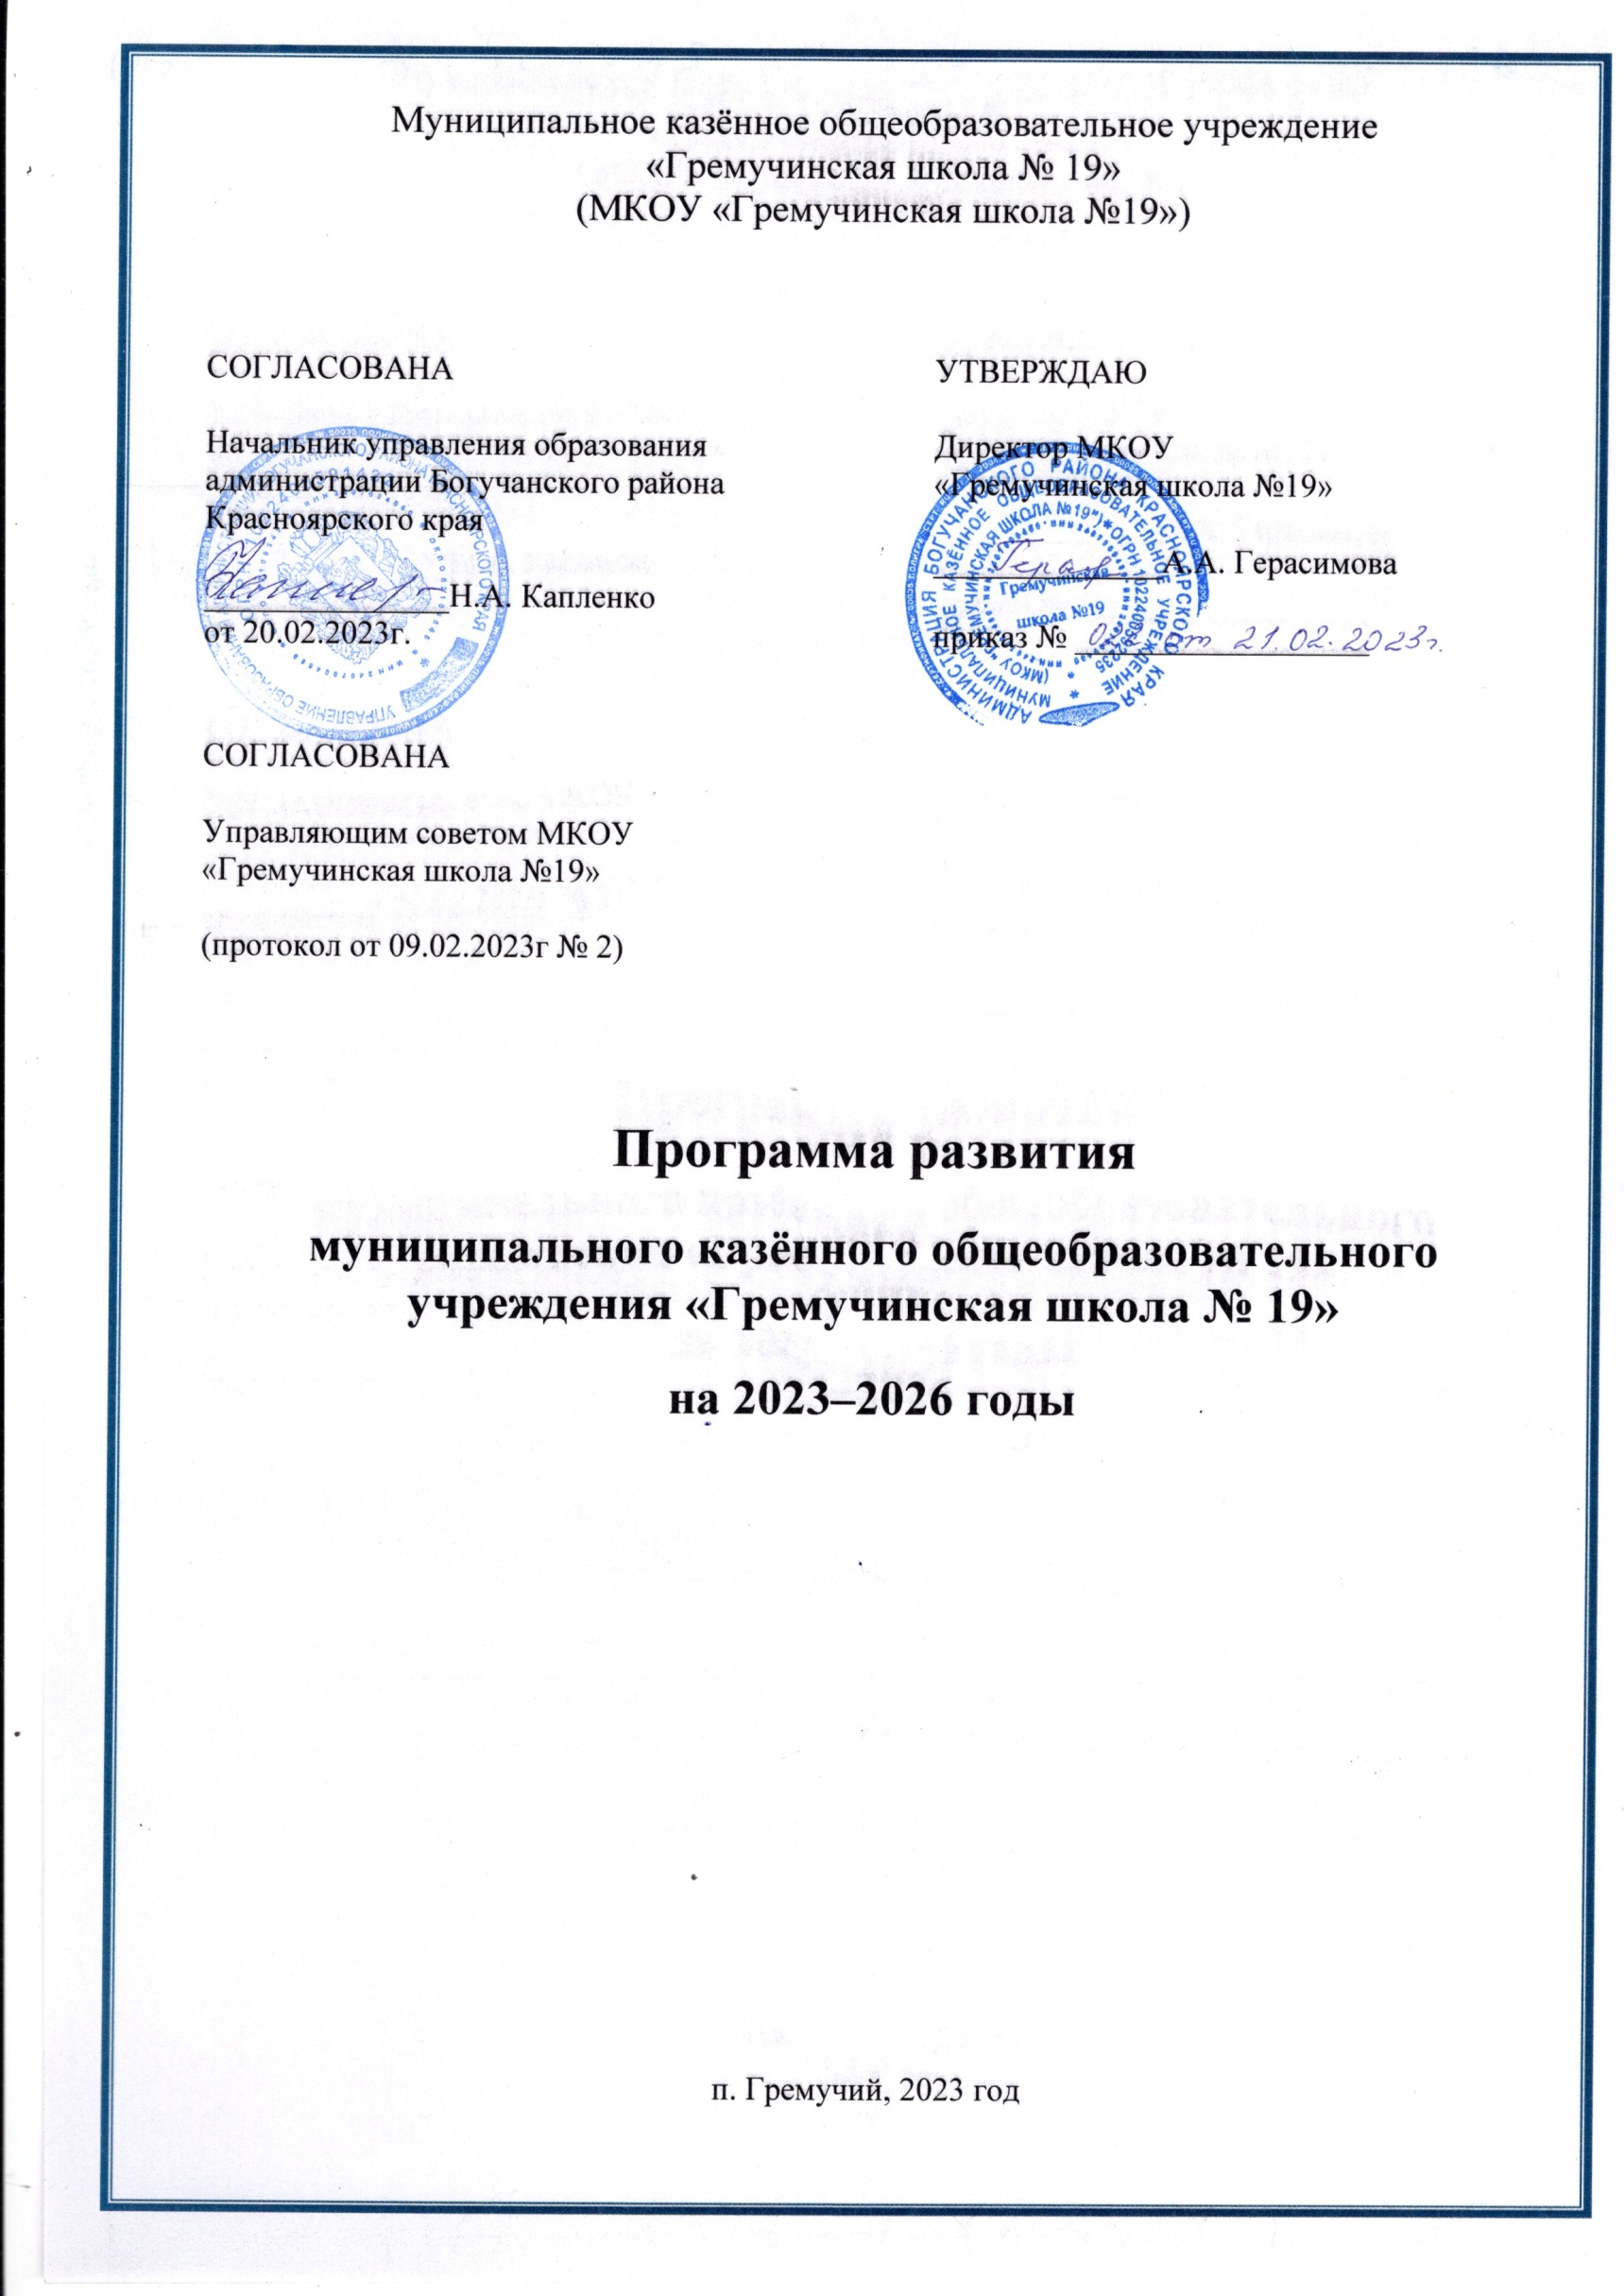 Муниципальное казённое общеобразовательное учреждение
«Гремучинская школа № 19»
(МКОУ «Гремучинская школа №19»)
СОГЛАСОВАНА
Начальник управления образования
администрации Богучанского района
Красноярского края
Н.А. Капленко
от 20.02.2023г.
УТВЕРЖДАЮ
Директор МКОУ
«Гремучинская школа №19»
А.А. Герасимова
приказ № от 21.02.2023г.
Гремучинская
школа №19
СОГЛАСОВАНА
Управляющим советом МКОУ
«Гремучинская школа №19»
(протокол от 09.02.2023г № 2)
Программа развития
муниципального казённого общеобразовательного
учреждения «Гремучинская школа № 19»
на 2023–2026 годы
п. Гремучий, 2023 год